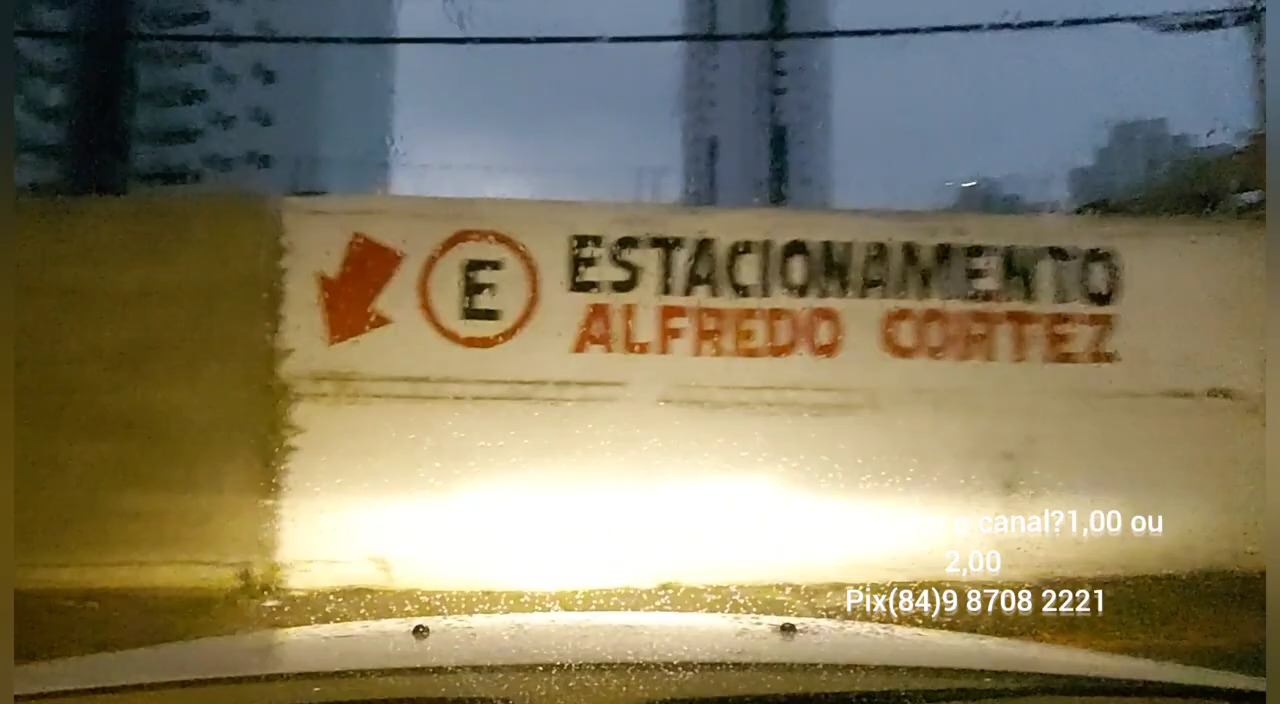 E
ESTACIONAMENTO
ALFREDO CORTEZ
canal?1,00 ou
2,00
Pix(84)9 8708 2221